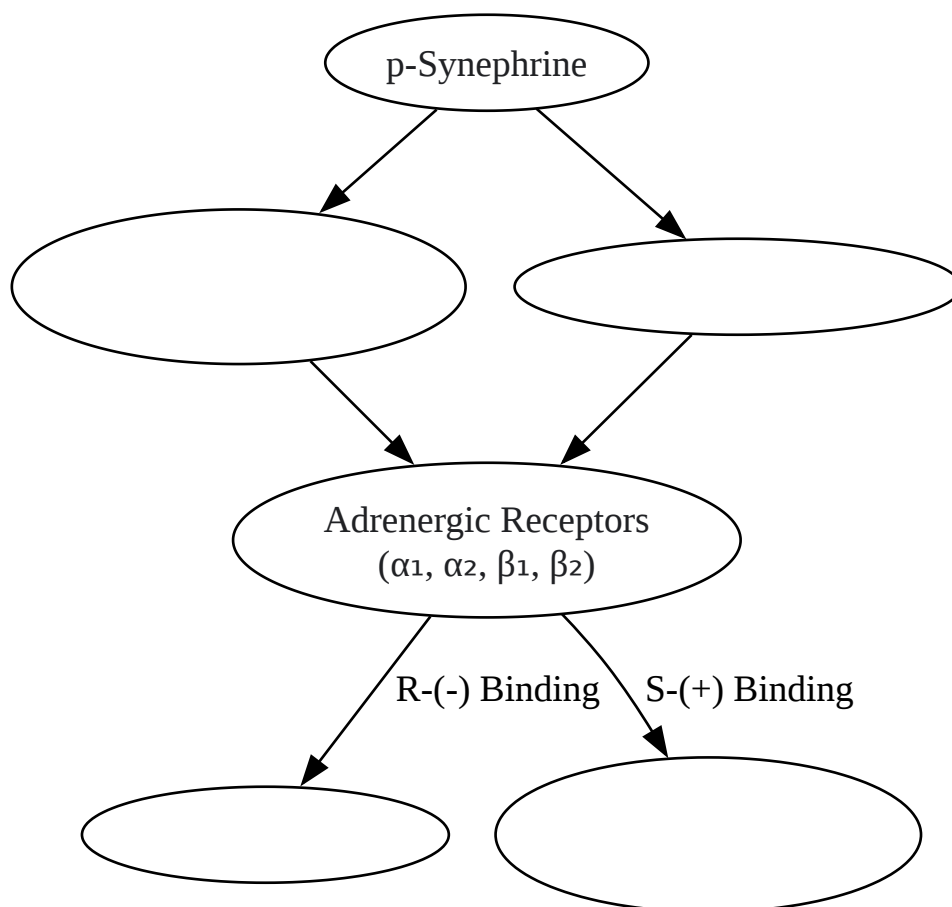 p-Synephrine
Adrenergic Receptors
(α₁, α₂, β₁, β₂)
R-(-) Binding
S-(+) Binding